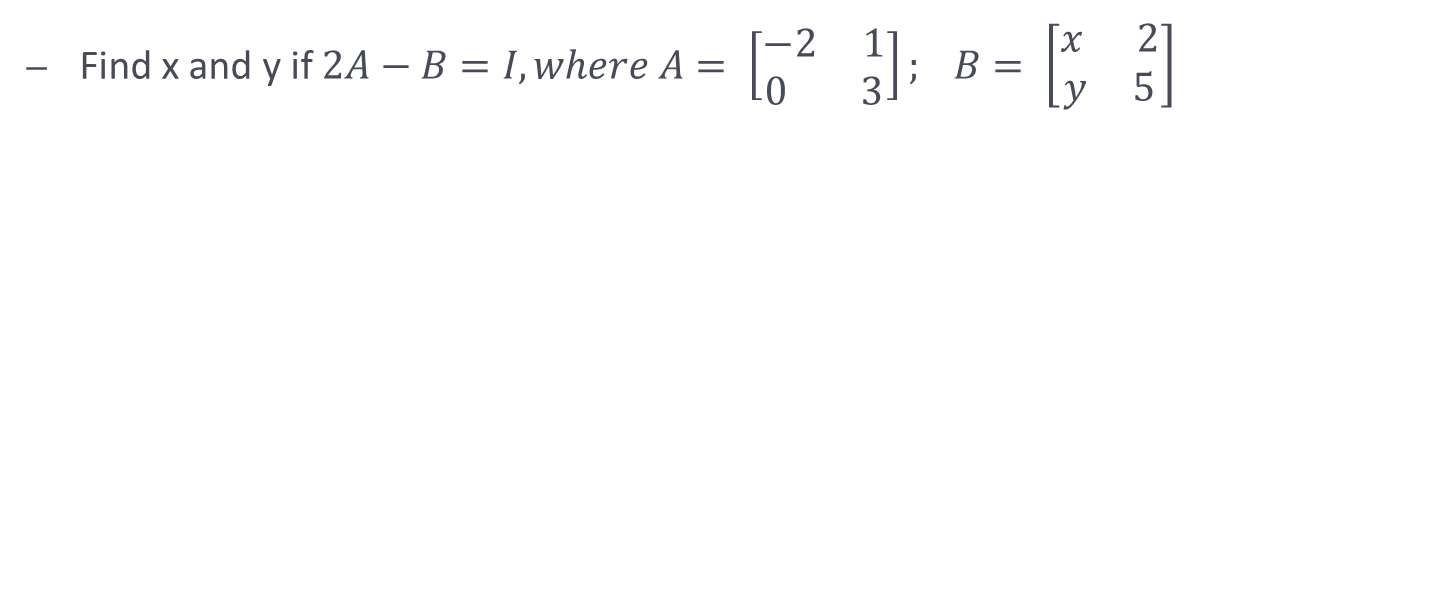 – Find x and y if 2A − B = I, where A = [−2 1; 0 3]; B = [x 2; y 5]